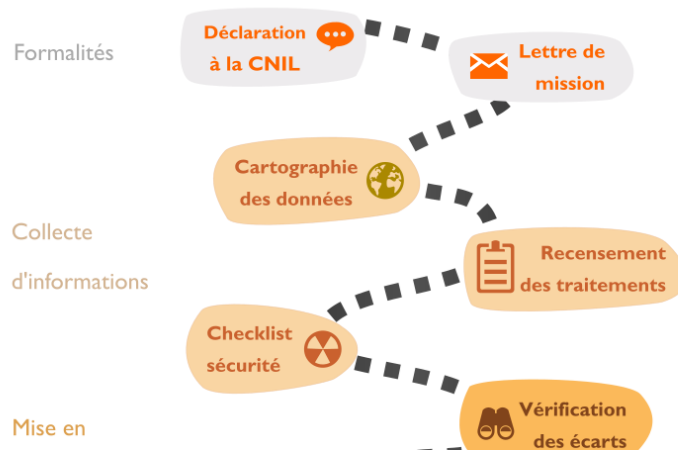 Formalités
Déclaration
à la CNIL
Lettre de
mission
Cartographie
des données
Collecte
d'informations
Recensement
des traitements
Checklist
sécurité
Mise en
Vérification
des écarts